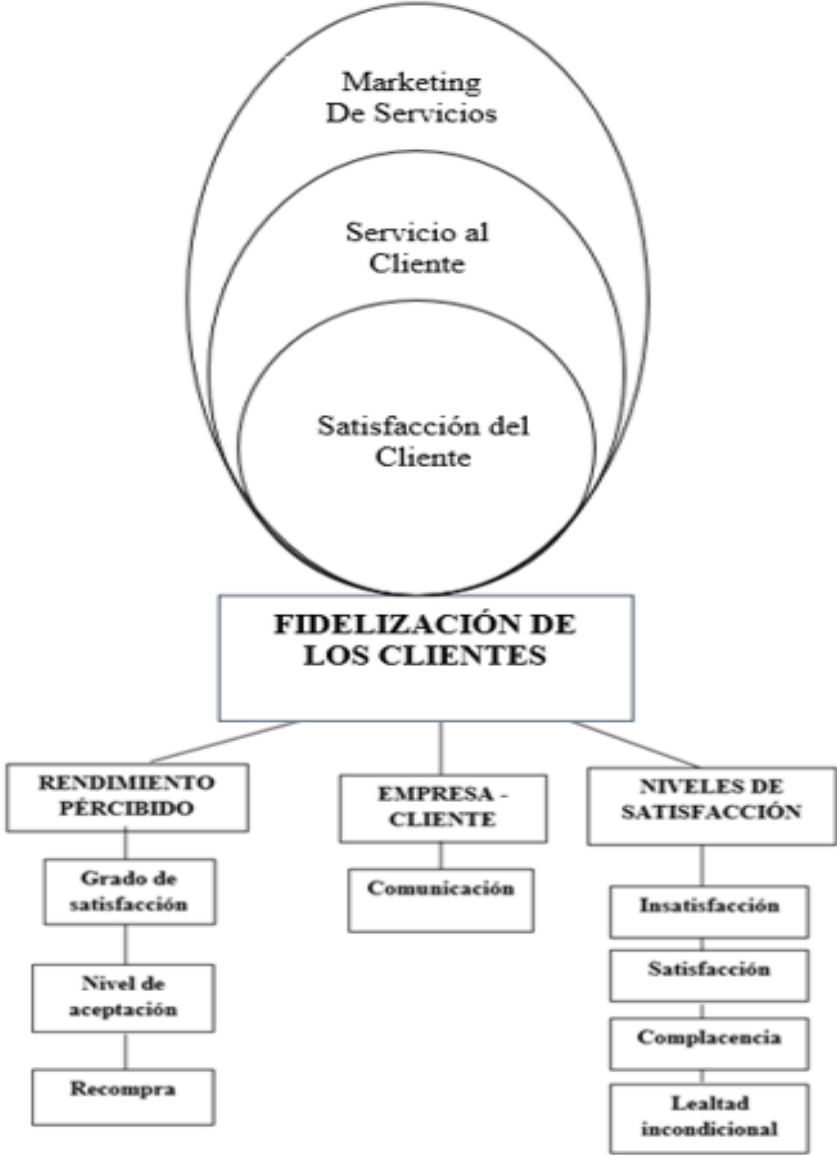 Marketing
De Servicios
Servicio al
Cliente
Satisfacción del
Cliente
FIDELIZACIÓN DE
LOS CLIENTES
RENDIMIENTO
PÉRCIBIDO
Grado de
satisfacción
Nivel de
aceptación
Recompra
EMPRESA -
CLIENTE
Comunicación
NIVELES DE
SATISFACCIÓN
Insatisfacción
Satisfacción
Complacencia
Lealtad
incondicional